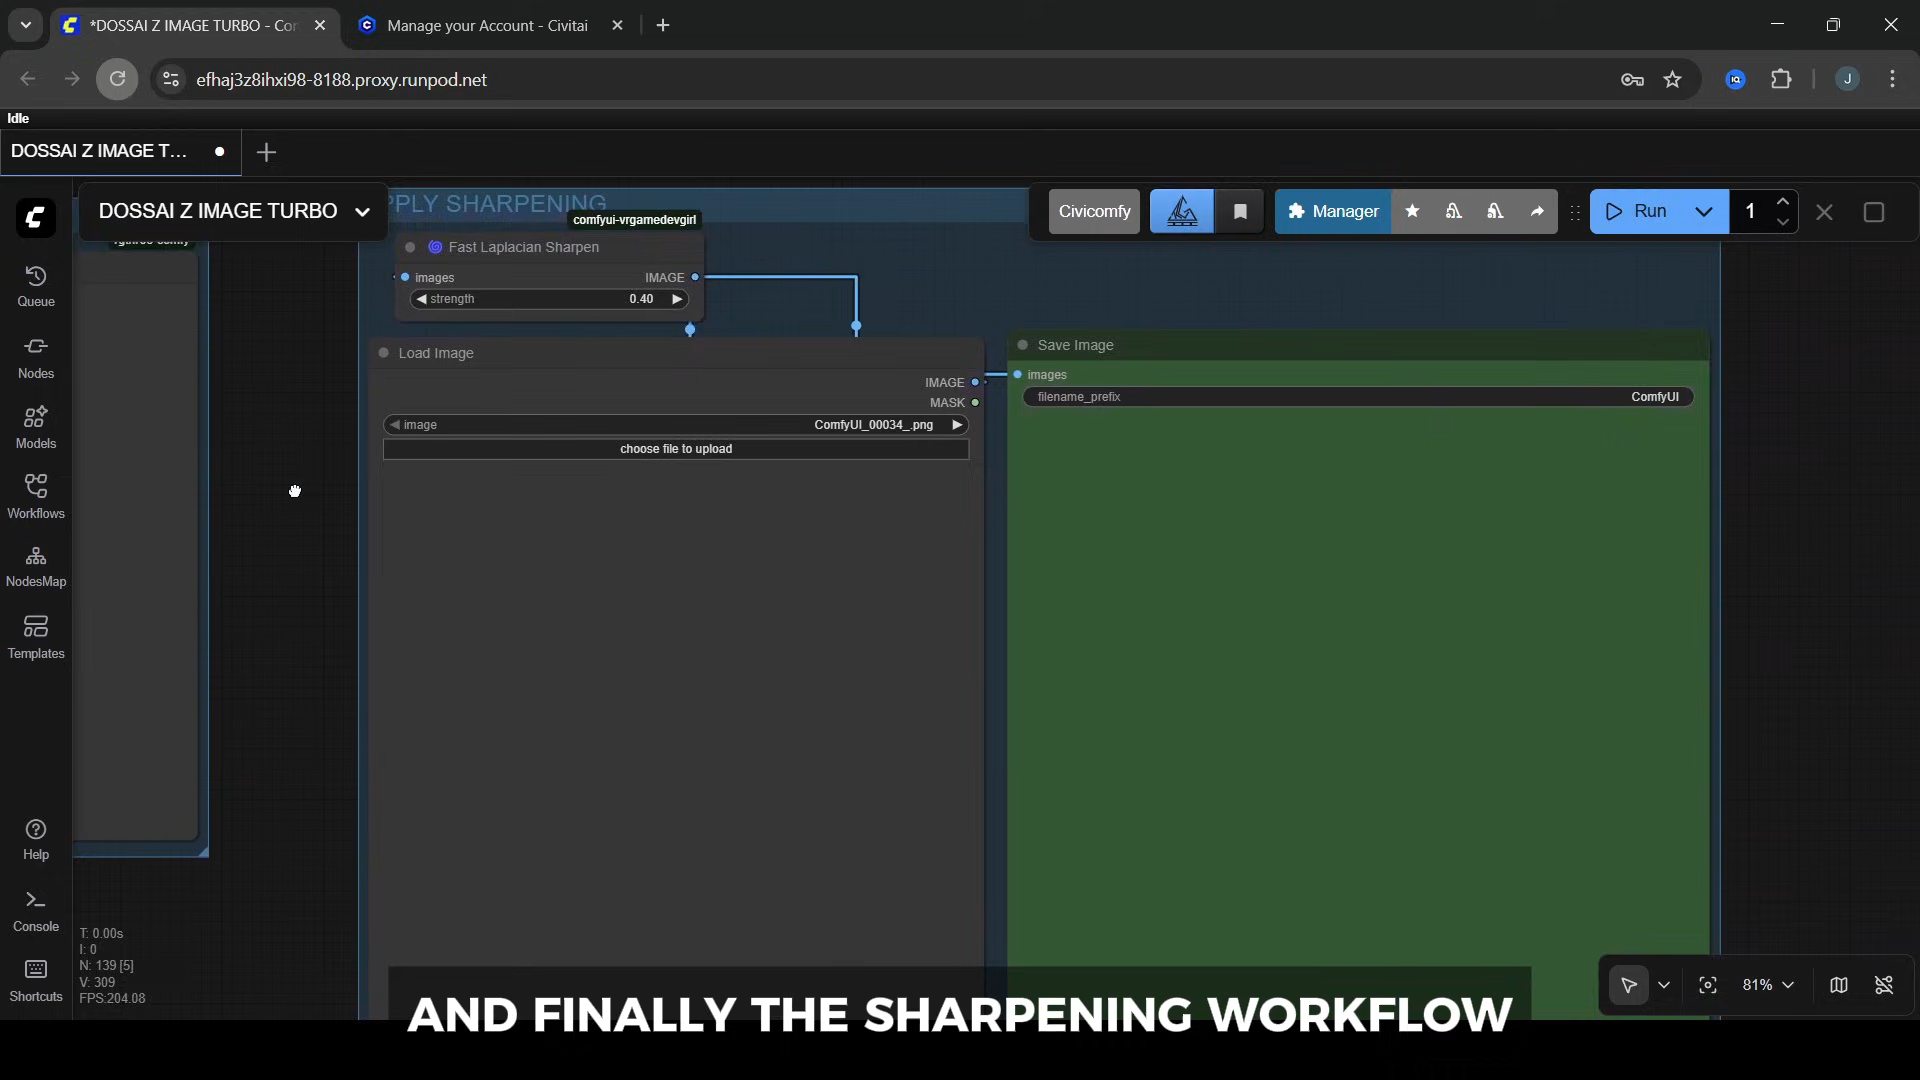 *DOSSAI Z IMAGE TURBO - Co
Manage your Account - Civitai
efhaj3z8ihxi98-8188.proxy.runpod.net
J
Idle
DOSSAI Z IMAGE T...
DOSSAI Z IMAGE TURBO
PPLY SHARPENING
comfyui-vrgamedevgirl
Civicomfy
Manager
Run
1
Fast Laplacian Sharpen
images
IMAGE
strength
0.40
Queue
Nodes
Models
Workflows
NodesMap
Templates
Help
Console
Shortcuts
Load Image
IMAGE
MASK
image
ComfyUI_00034_.png
choose file to upload
Save Image
images
filename_prefix
ComfyUI
T: 0.00s
I: 0
N: 139 [5]
V: 309
FPS:204.08
81%
AND FINALLY THE SHARPENING WORKFLOW